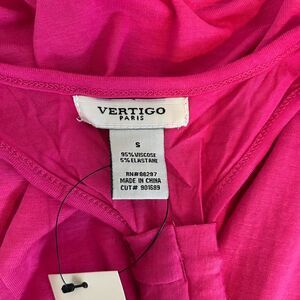 VERTIGO
PARIS
S
95% VISCOSE
5% ELASTANE
RN# 88297
MADE IN CHINA
CUT# 901689